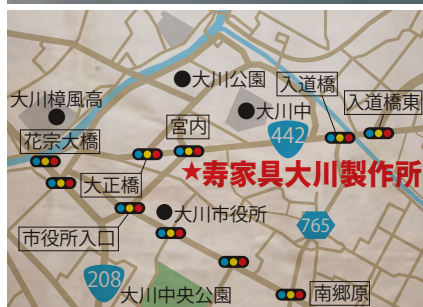 大川公園
入道橋
大川樟風高
大川中
入道橋東
花宗大橋
宮内
442
★寿家具大川製作所
大正橋
大川市役所
市役所入口
765
208
大川中央公園
南郷原